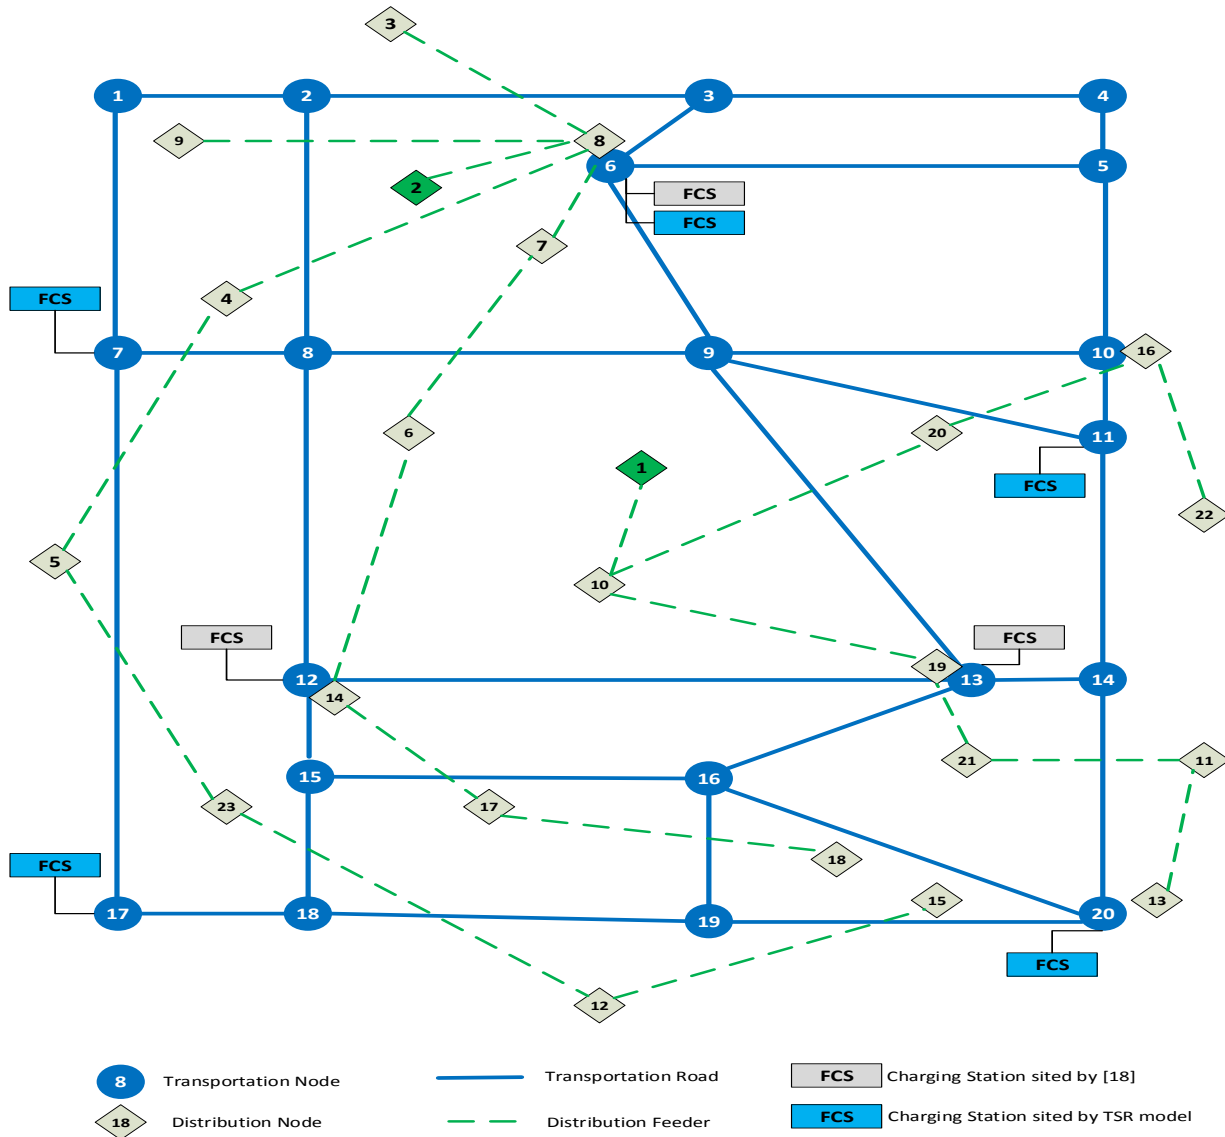 3
1 2 3 4
9 8
6 5
2 FCS
FCS
7
FCS 4
7 8 9 10 16
6 20 11
1
FCS
22
5
10
FCS FCS
19
12 13 14
14
21 11
15 16
23 17
18
FCS
15 13
17 18 19 20
FCS
12
8 Transportation Node Transportation Road FCS Charging Station sited by [18]
18 Distribution Node Distribution Feeder FCS Charging Station sited by TSR model